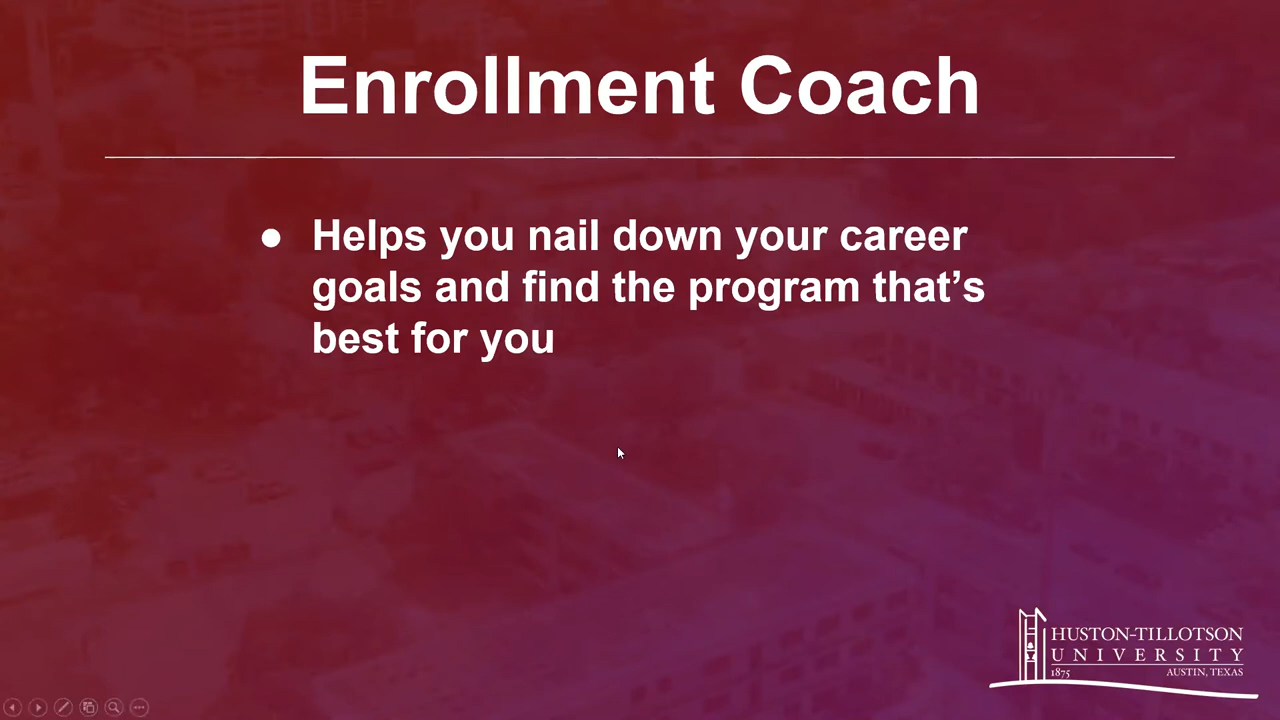 Enrollment Coach
● Helps you nail down your career
goals and find the program that’s
best for you
HUSTON-TILLOTSON
UNIVERSITY
1875 AUSTIN, TEXAS